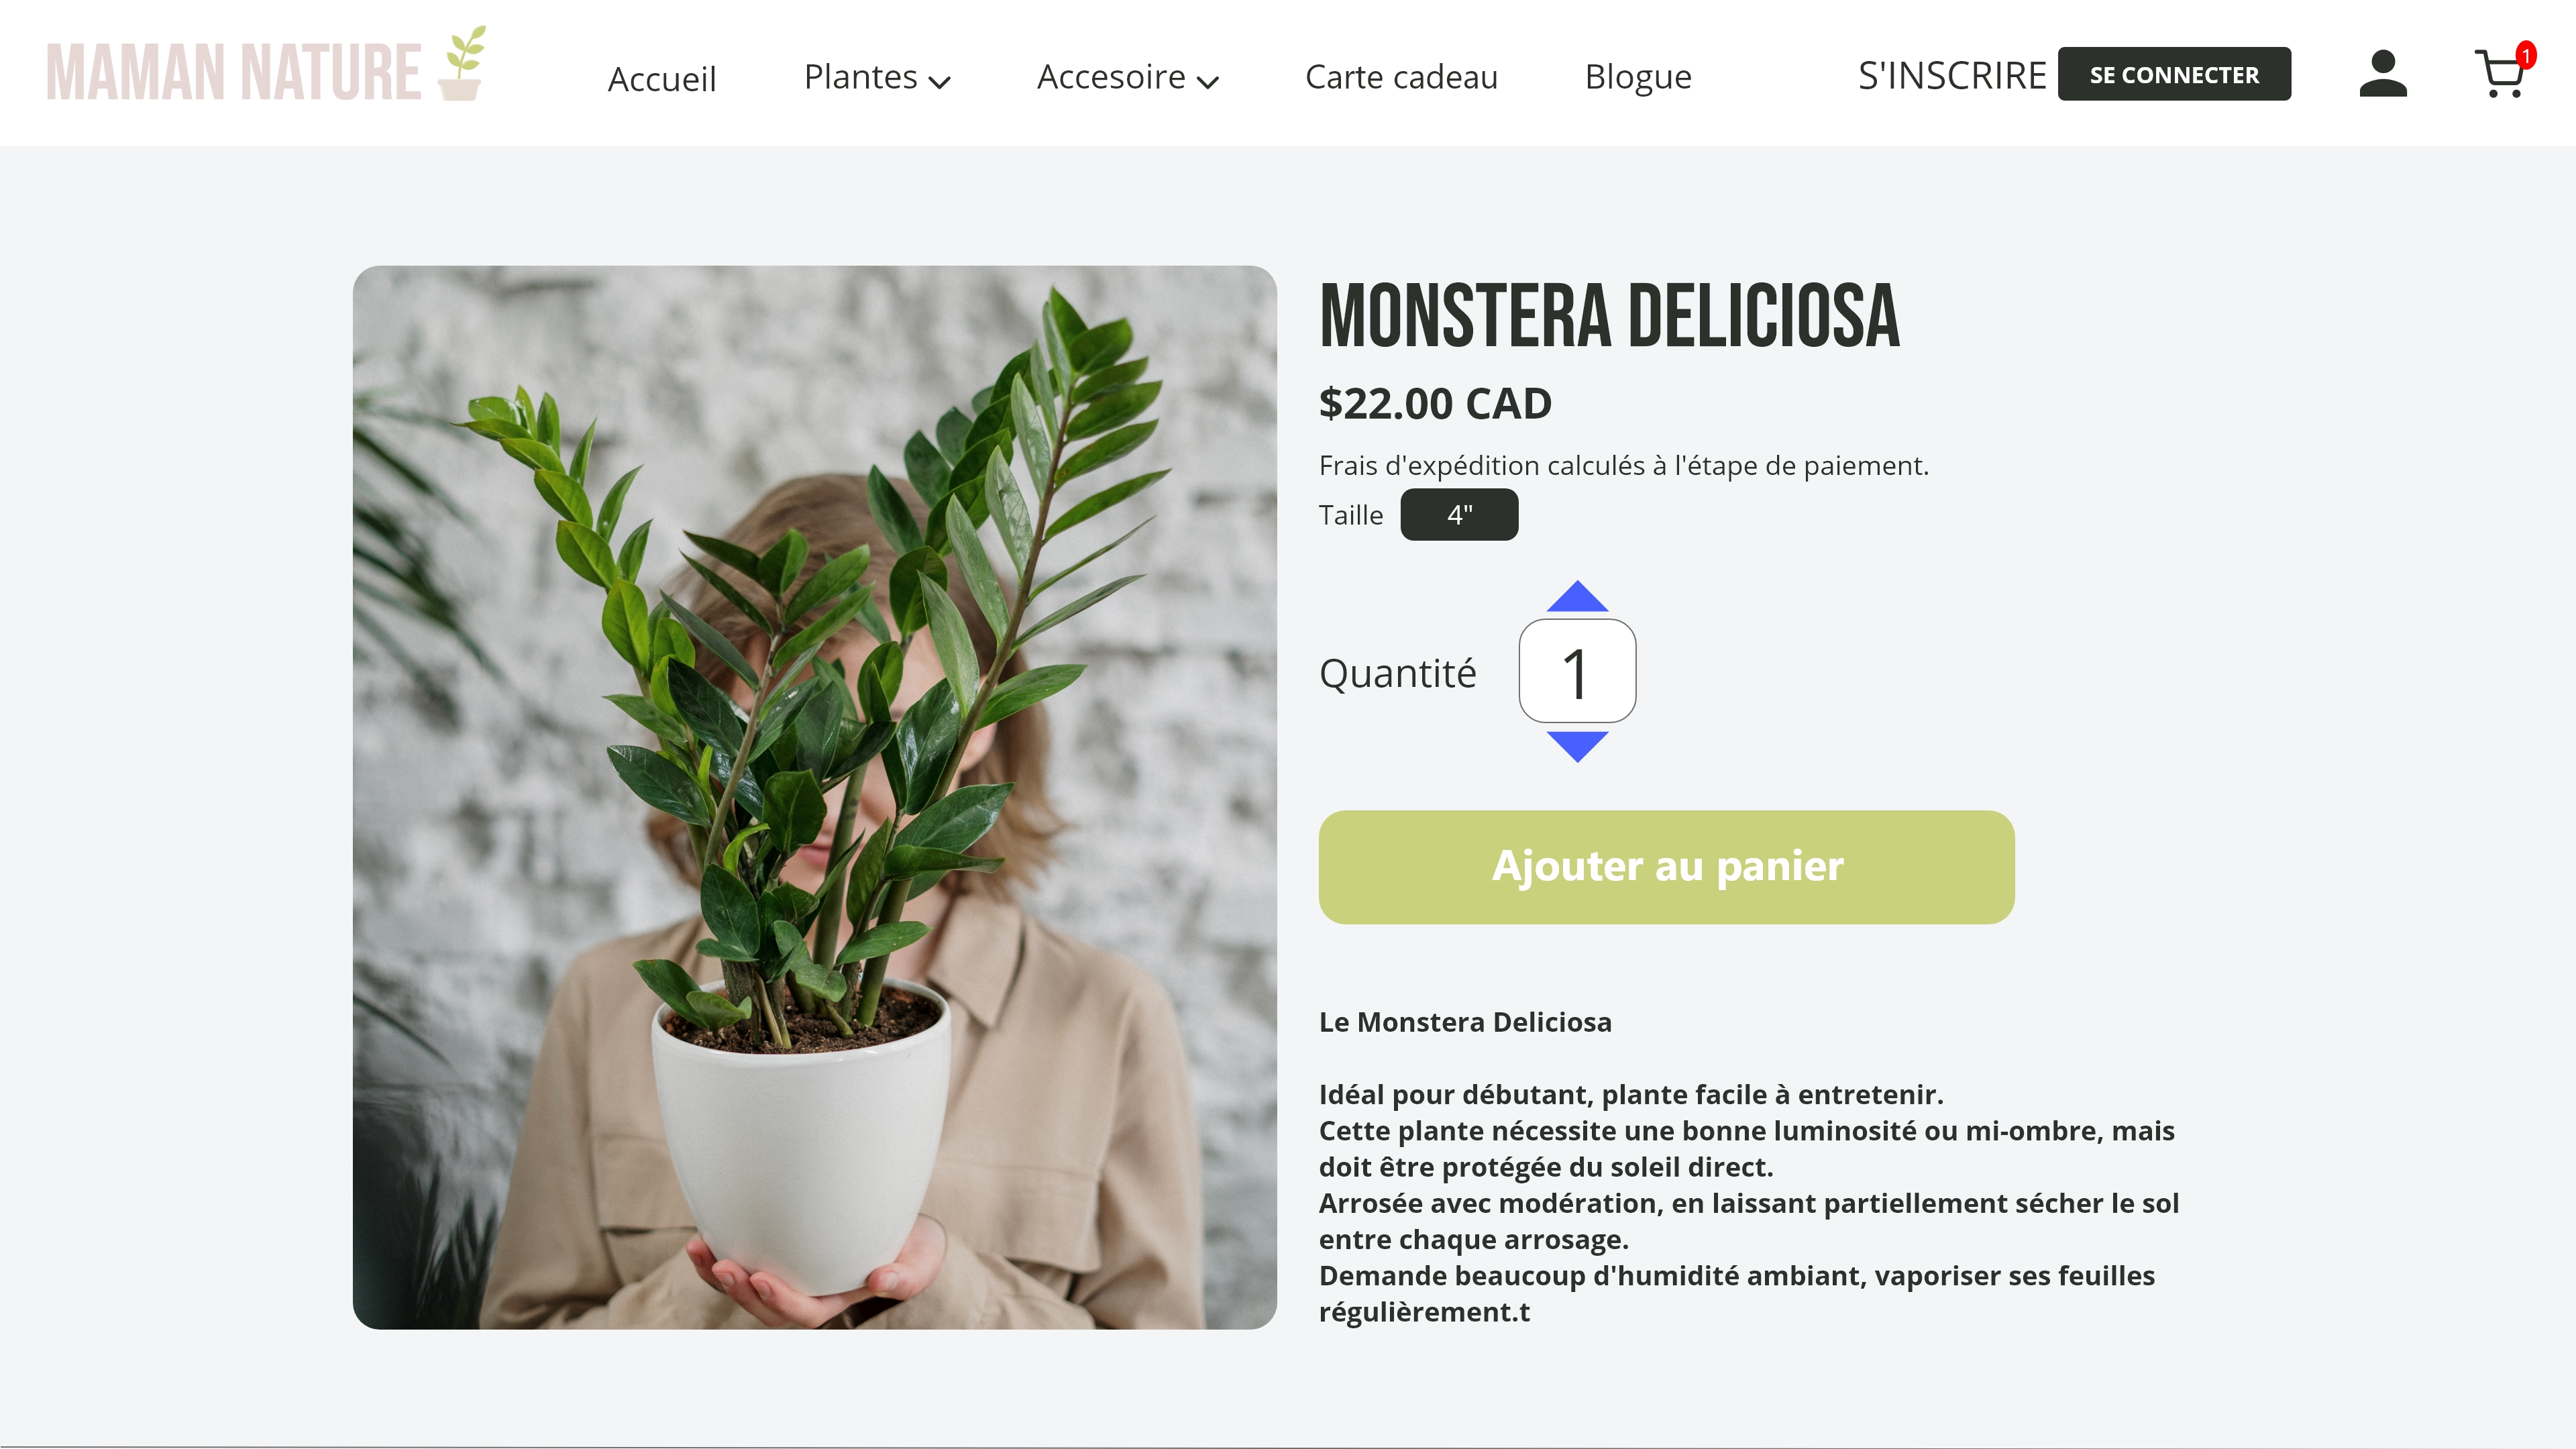 MAMAN NATURE
Accueil
Plantes
Accesoire
Carte cadeau
Blogue
S'INSCRIRE
SE CONNECTER
1
MONSTERA DELICIOSA
$22.00 CAD
Frais d'expédition calculés à l'étape de paiement.
Taille
4"
Quantité
1
Ajouter au panier
Le Monstera Deliciosa
Idéal pour débutant, plante facile à entretenir.
Cette plante nécessite une bonne luminosité ou mi-ombre, mais
doit être protégée du soleil direct.
Arrosée avec modération, en laissant partiellement sécher le sol
entre chaque arrosage.
Demande beaucoup d'humidité ambiant, vaporiser ses feuilles
régulièrement.t